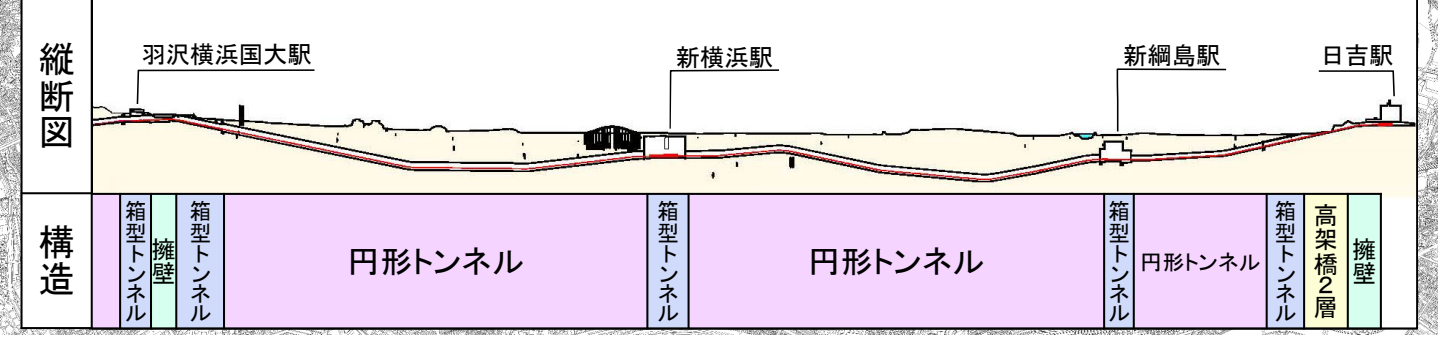 縦断図
羽沢横浜国大駅
新横浜駅
新綱島駅
日吉駅
構造
箱型トンネル
擁壁
箱型トンネル
円形トンネル
箱型トンネル
円形トンネル
箱型トンネル
円形トンネル
箱型トンネル
高架橋2層
擁壁